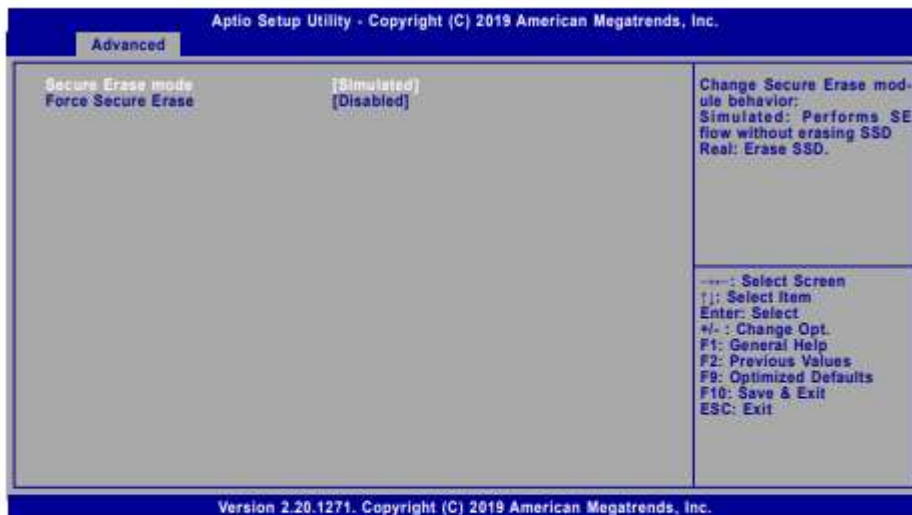 Aptio Setup Utility - Copyright (C) 2019 American Megatrends, Inc.
Advanced
Secure Erase mode [Simulated]
Force Secure Erase [Disabled]
Change Secure Erase mod-
ule behavior:
Simulated: Performs SE
flow without erasing SSD
Real: Erase SSD.
→←: Select Screen
↑↓: Select Item
Enter: Select
+/- : Change Opt.
F1: General Help
F2: Previous Values
F9: Optimized Defaults
F10: Save & Exit
ESC: Exit
Version 2.20.1271. Copyright (C) 2019 American Megatrends, Inc.